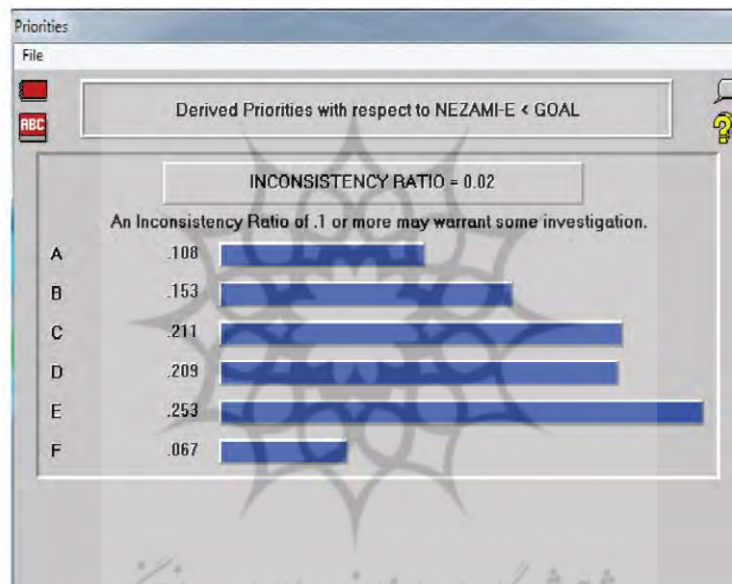 Priorities
File
ABC
Derived Priorities with respect to NEZAMI-E < GOAL
INCONSISTENCY RATIO = 0.02
An Inconsistency Ratio of .1 or more may warrant some investigation.
A .108
B .153
C .211
D .209
E .253
F .067